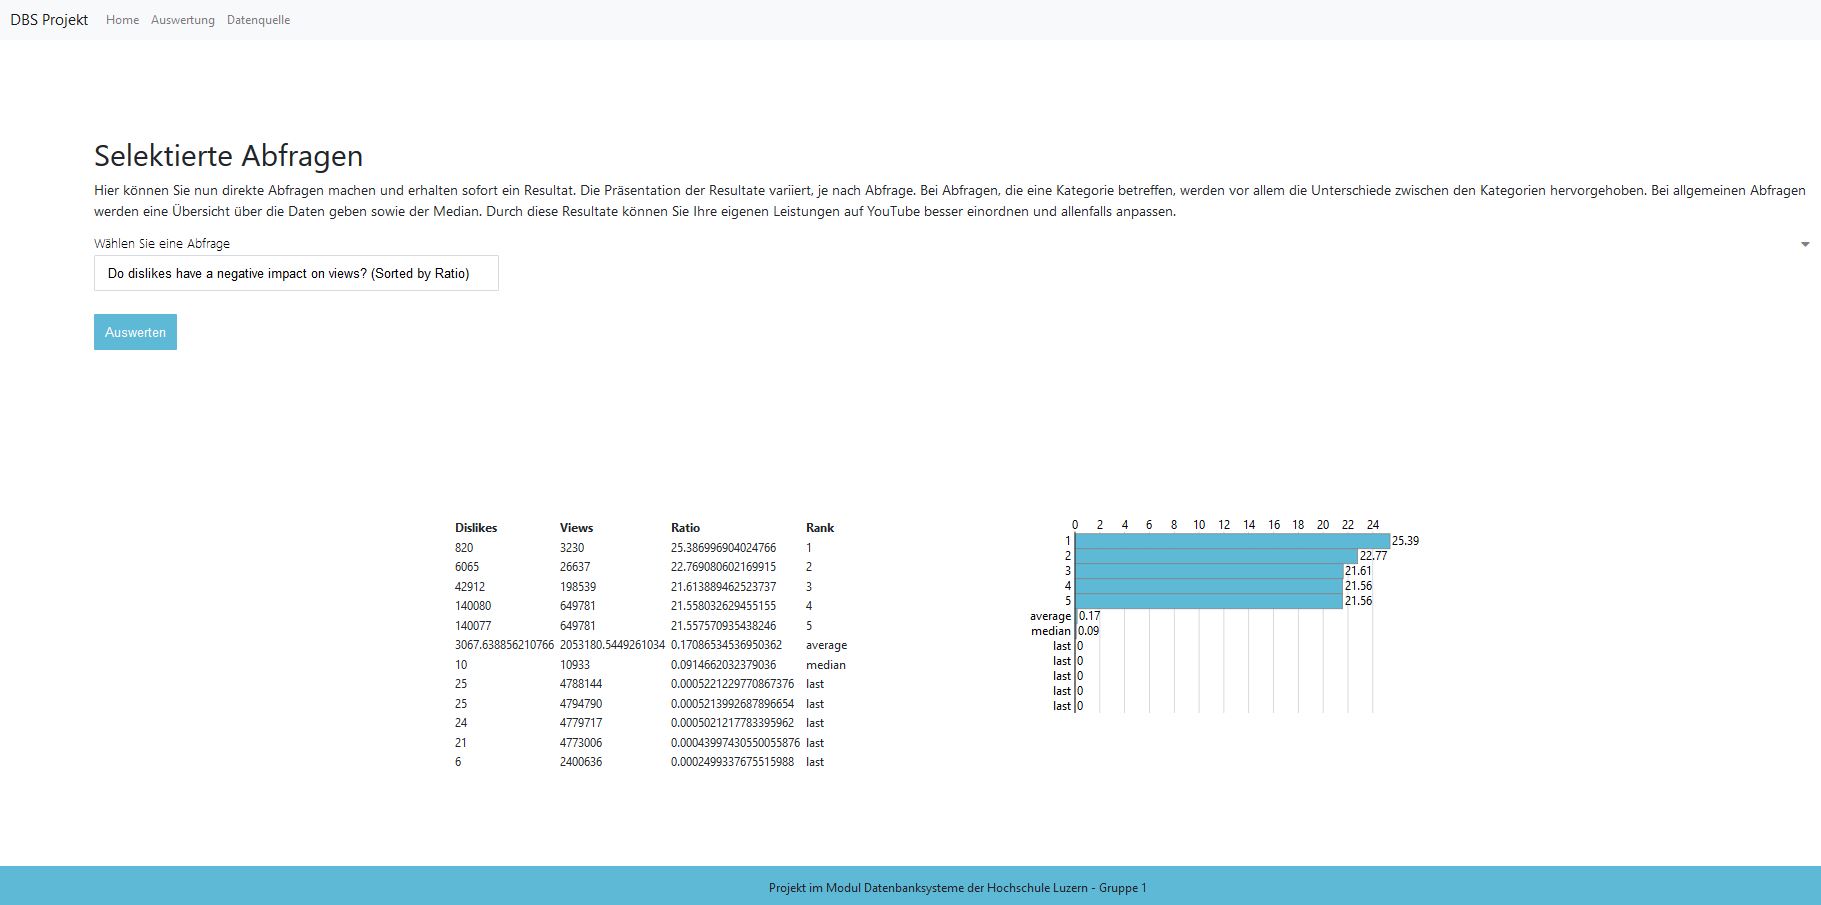 DBS Projekt Home Auswertung Datenquelle
Selektierte Abfragen
Hier können Sie nun direkte Abfragen machen und erhalten sofort ein Resultat. Die Präsentation der Resultate variiert, je nach Abfrage. Bei Abfragen, die eine Kategorie betreffen, werden vor allem die Unterschiede zwischen den Kategorien hervorgehoben. Bei allgemeinen Abfragen
werden eine Übersicht über die Daten geben sowie der Median. Durch diese Resultate können Sie Ihre eigenen Leistungen auf YouTube besser einordnen und allenfalls anpassen.
Wählen Sie eine Abfrage
Do dislikes have a negative impact on views? (Sorted by Ratio)
Auswerten
Dislikes Views Ratio Rank
820 3230 25.386996904024766 1
6065 26637 22.769080602169915 2
42912 198539 21.613889462523737 3
140080 649781 21.558032629455155 4
140077 649781 21.557570935438246 5
3067.638856210766 2053180.5449261034 0.17086534536950362 average
10 10933 0.0914662032379036 median
25 4788144 0.0005221229770867376 last
25 4794790 0.0005213992687896654 last
24 4779717 0.0005021217783395962 last
21 4773006 0.00043997430550055876 last
6 2400636 0.0002499337675515988 last
0 2 4 6 8 10 12 14 16 18 20 22 24
1 25.39
2 22.77
3 21.61
4 21.56
5 21.56
average 0.17
median 0.09
last 0
last 0
last 0
last 0
last 0
Projekt im Modul Datenbanksysteme der Hochschule Luzern - Gruppe 1